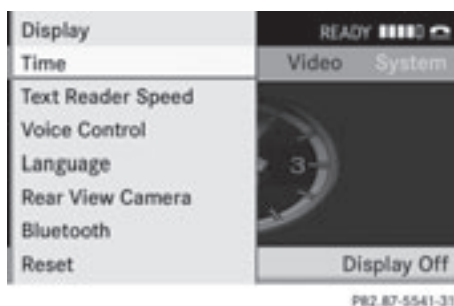 Display
READY
Time
Video System
Text Reader Speed
Voice Control
Language
3
Rear View Camera
Bluetooth
Reset
Display Off
P82.87-5541-31